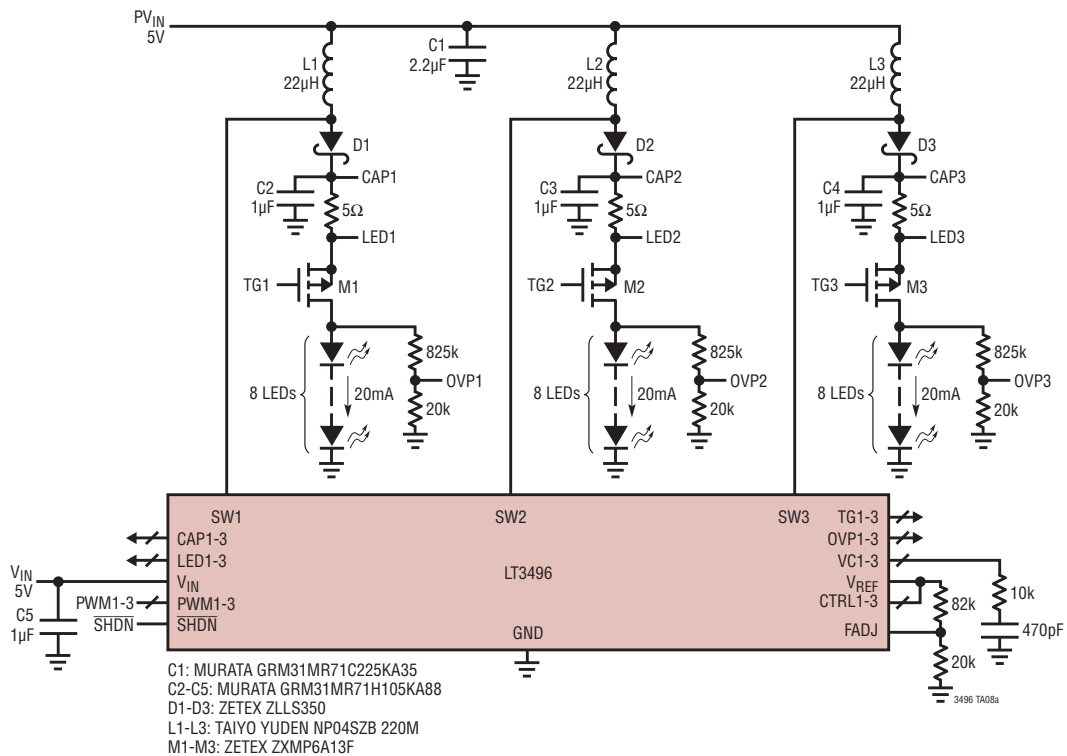 PVIN
5V
C1
2.2µF
L1
22µH
L2
22µH
L3
22µH
D1
D2
D3
CAP1
CAP2
CAP3
C2
1µF
C3
1µF
C4
1µF
5Ω
5Ω
5Ω
LED1
LED2
LED3
TG1
M1
TG2
M2
TG3
M3
825k
825k
825k
8 LEDs
20mA
OVP1
8 LEDs
20mA
OVP2
8 LEDs
20mA
OVP3
20k
20k
20k
SW1
SW2
SW3
TG1-3
CAP1-3
OVP1-3
LED1-3
VC1-3
LT3496
VIN
5V
VIN
VREF
10k
PWM1-3
PWM1-3
CTRL1-3
82k
C5
1µF
SHDN
SHDN
GND
FADJ
470pF
20k
C1: MURATA GRM31MR71C225KA35
C2-C5: MURATA GRM31MR71H105KA88
D1-D3: ZETEX ZLLS350
L1-L3: TAIYO YUDEN NP04SZB 220M
M1-M3: ZETEX ZXMP6A13F
3496 TA08a